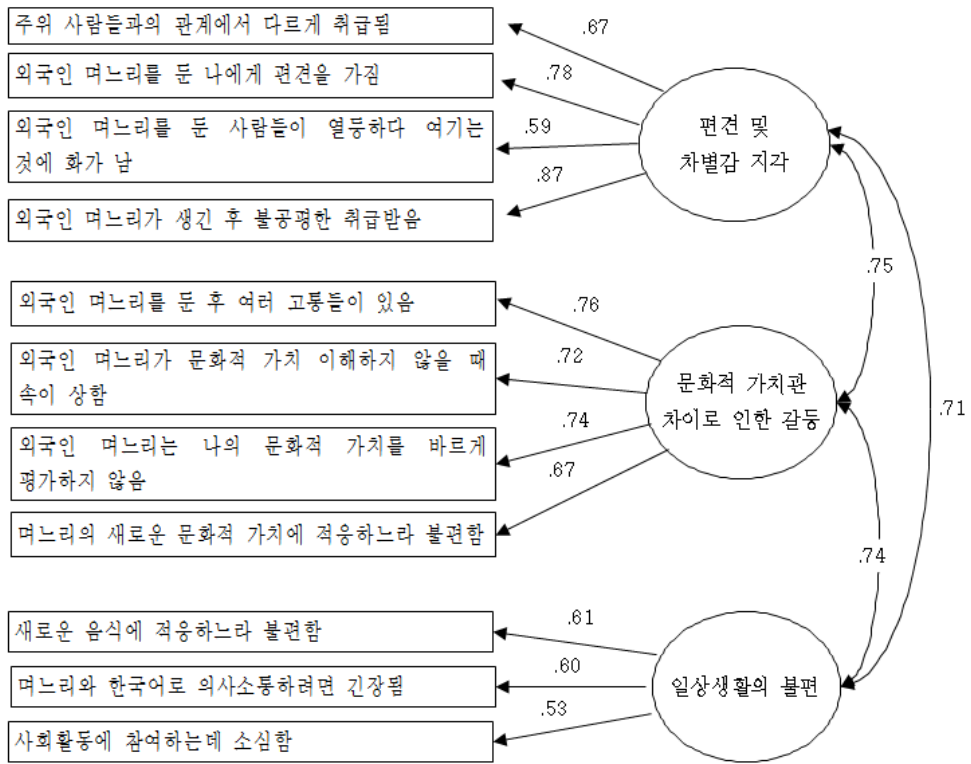 주위 사람들과의 관계에서 다르게 취급됨
.67
외국인 며느리를 둔 나에게 편견을 가짐
.78
외국인 며느리를 둔 사람들이 열등하다 여기는
것에 화가 남
.59
외국인 며느리가 생긴 후 불공평한 취급받음
.87
편견 및
차별감 지각
.75
외국인 며느리를 둔 후 여러 고통들이 있음
.76
외국인 며느리가 문화적 가치 이해하지 않을 때
속이 상함
.72
외국인 며느리는 나의 문화적 가치를 바르게
평가하지 않음
.74
며느리의 새로운 문화적 가치에 적응하느라 불편함
.67
문화적 가치관
차이로 인한 갈등
.71
.74
새로운 음식에 적응하느라 불편함
.61
며느리와 한국어로 의사소통하려면 긴장됨
.60
사회활동에 참여하는데 소심함
.53
일상생활의 불편